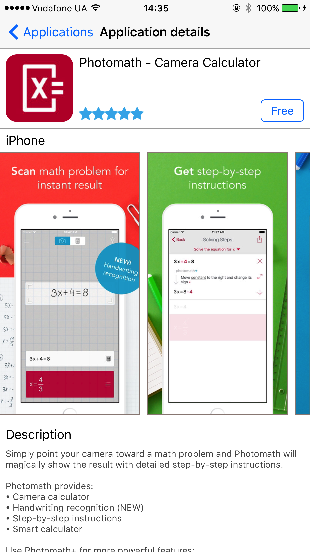 Vodafone UA 14:35 100%
Applications Application details
Photomath - Camera Calculator
Free
iPhone
Scan math problem for
instant result
NEW!
Handwriting
recognition
3x+4=8
3x+4=8
x= 4
3
Get step-by-step
instructions
Back Solving Steps
Solve the equation for x
3x+4=8
Move constant to the right and change its
sign
3x=8-4
Description
Simply point your camera toward a math problem and Photomath will
magically show the result with detailed step-by-step instructions.
Photomath provides:
• Camera calculator
• Handwriting recognition (NEW)
• Step-by-step instructions
• Smart calculator
Use Photomath+ for more powerful features: